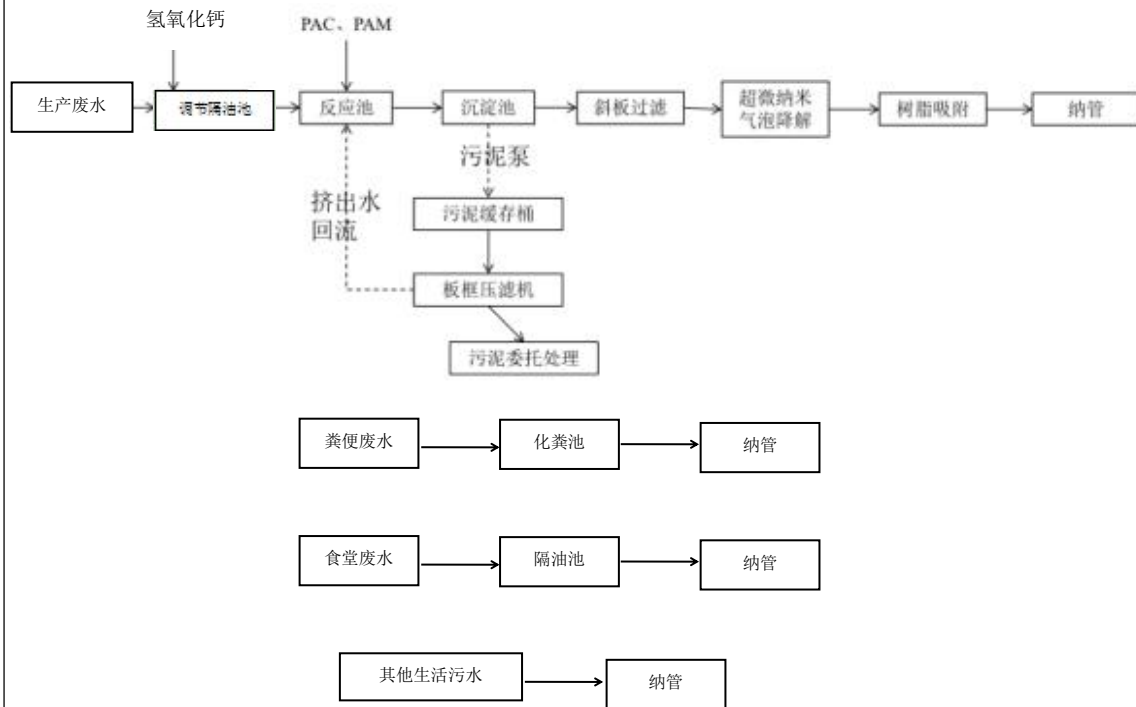 氢氧化钙
PAC、PAM
生产废水
调节隔油池
反应池
沉淀池
斜板过滤
超微纳米
气泡降解
树脂吸附
纳管
污泥泵
挤出水
回流
污泥缓存桶
板框压滤机
污泥委托处理
粪便废水
化粪池
纳管
食堂废水
隔油池
纳管
其他生活污水
纳管